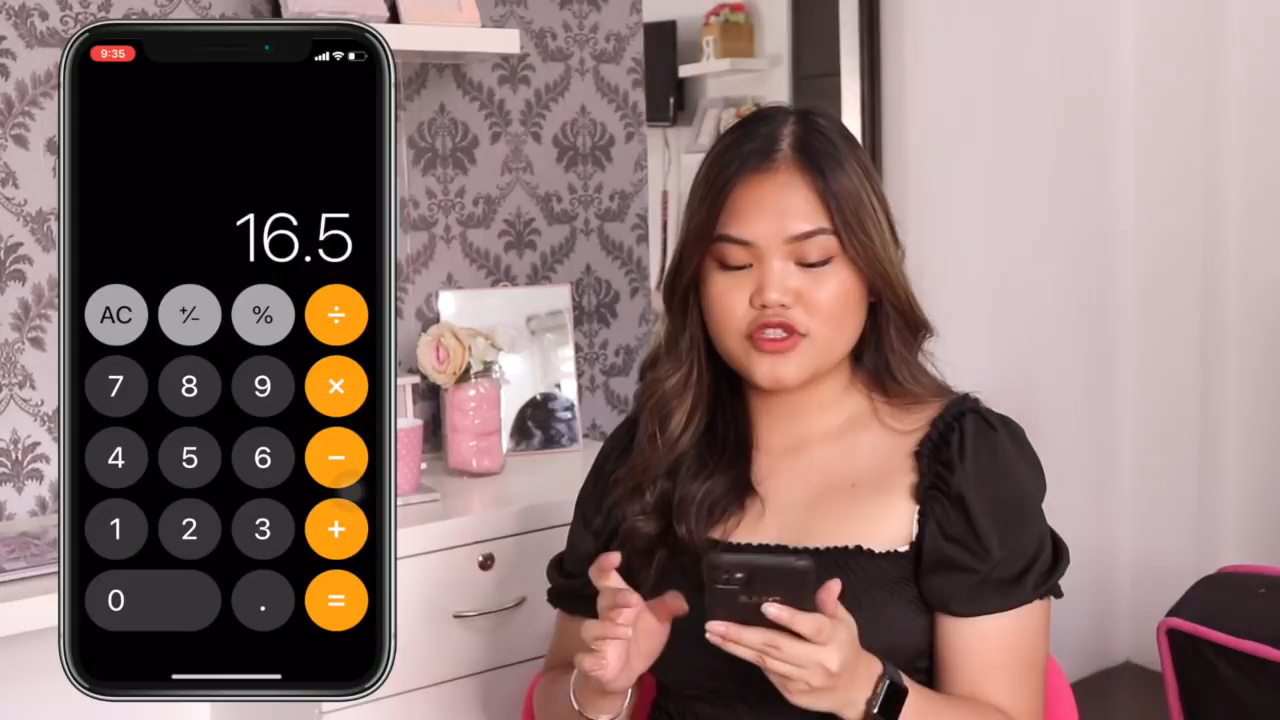 9:35
16.5
AC +/- % ÷
7 8 9 ×
4 5 6 −
1 2 3 +
0 . =